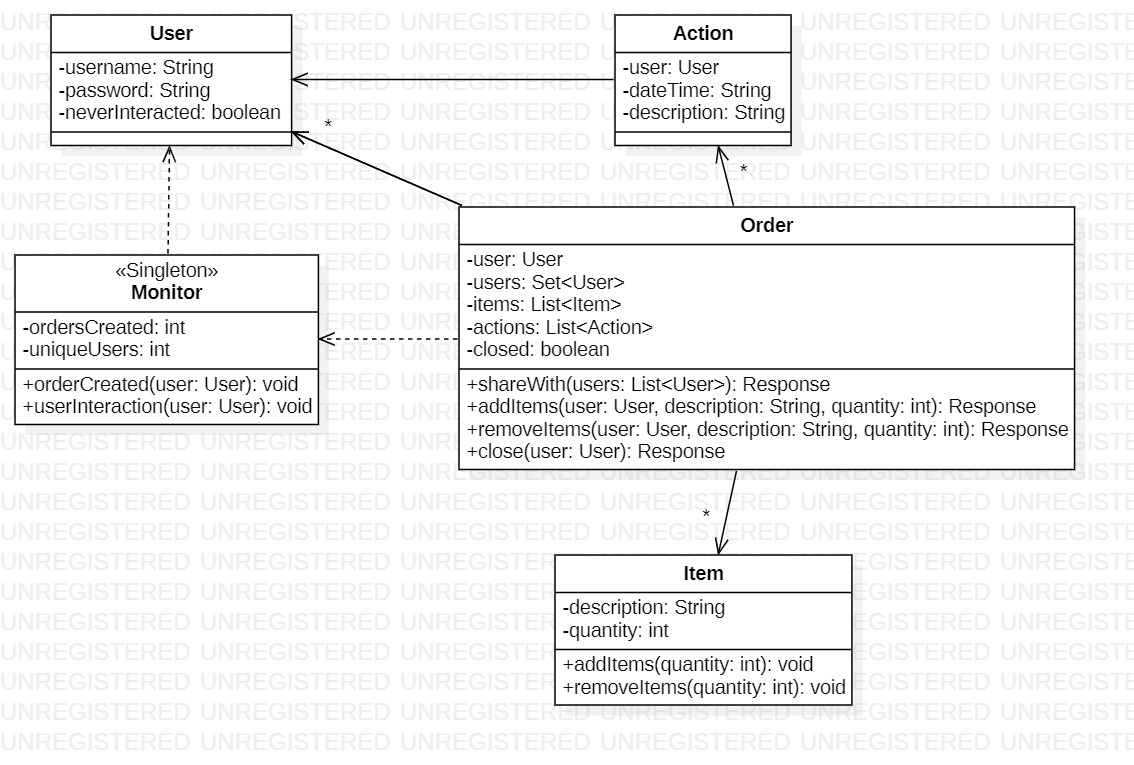 User
-username: String
-password: String
-neverInteracted: boolean
Action
-user: User
-dateTime: String
-description: String
*
*
«Singleton»
Monitor
-ordersCreated: int
-uniqueUsers: int
+orderCreated(user: User): void
+userInteraction(user: User): void
Order
-user: User
-users: Set<User>
-items: List<Item>
-actions: List<Action>
-closed: boolean
+shareWith(users: List<User>): Response
+addItems(user: User, description: String, quantity: int): Response
+removeItems(user: User, description: String, quantity: int): Response
+close(user: User): Response
*
Item
-description: String
-quantity: int
+addItems(quantity: int): void
+removeItems(quantity: int): void
UNREGISTERED UNREGISTERED UNREGISTERED UNREGISTERED UNREGISTERED